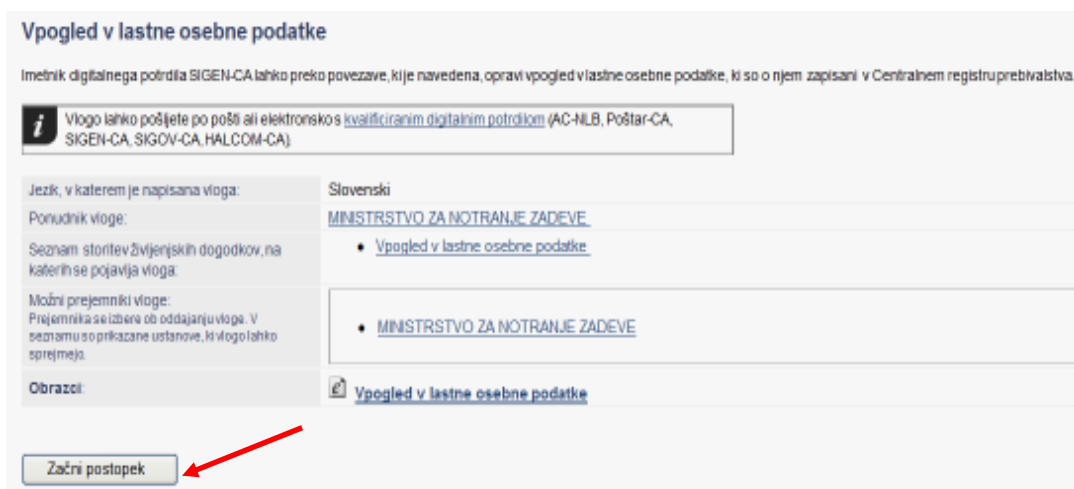 Vpogled v lastne osebne podatke
Imetnik digitalnega potrdila SIGEN-CA lahko preko povezave, ki je navedena, opravi vpogled v lastne osebne podatke, ki so o njem zapisani v Centralnem registru prebivalstva
i
Vlogo lahko pošljete po pošti ali elektronsko s kvalificiranim digitalnim potrdilom (AC-NLB, Poštar-CA,
SIGEN-CA, SIGOV-CA, HALCOM-CA).
Jezik, v katerem je napisana vloga: Slovenski
Ponudnik vloge: MINISTRSTVO ZA NOTRANJE ZADEVE
Seznam storitev življenjskih dogodkov, na
katerih se pojavlja vloga:
• Vpogled v lastne osebne podatke
Možni prejemniki vloge:
Prejemnika se izbere ob oddajanju vloge. V
seznamu so prikazane ustanove, ki vlogo lahko
sprejmejo.
• MINISTRSTVO ZA NOTRANJE ZADEVE
Obrazci: Vpogled v lastne osebne podatke
Začni postopek